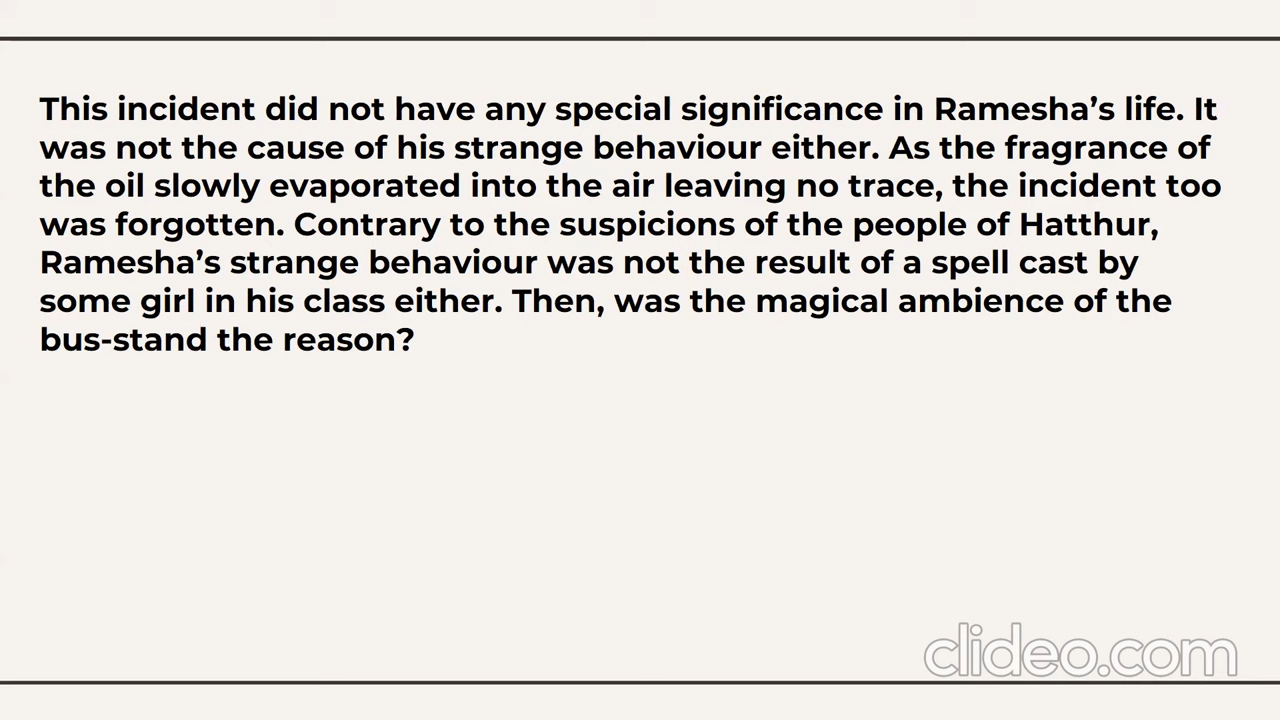 This incident did not have any special significance in Ramesha’s life. It
was not the cause of his strange behaviour either. As the fragrance of
the oil slowly evaporated into the air leaving no trace, the incident too
was forgotten. Contrary to the suspicions of the people of Hatthur,
Ramesha’s strange behaviour was not the result of a spell cast by
some girl in his class either. Then, was the magical ambience of the
bus-stand the reason?
clideo.com